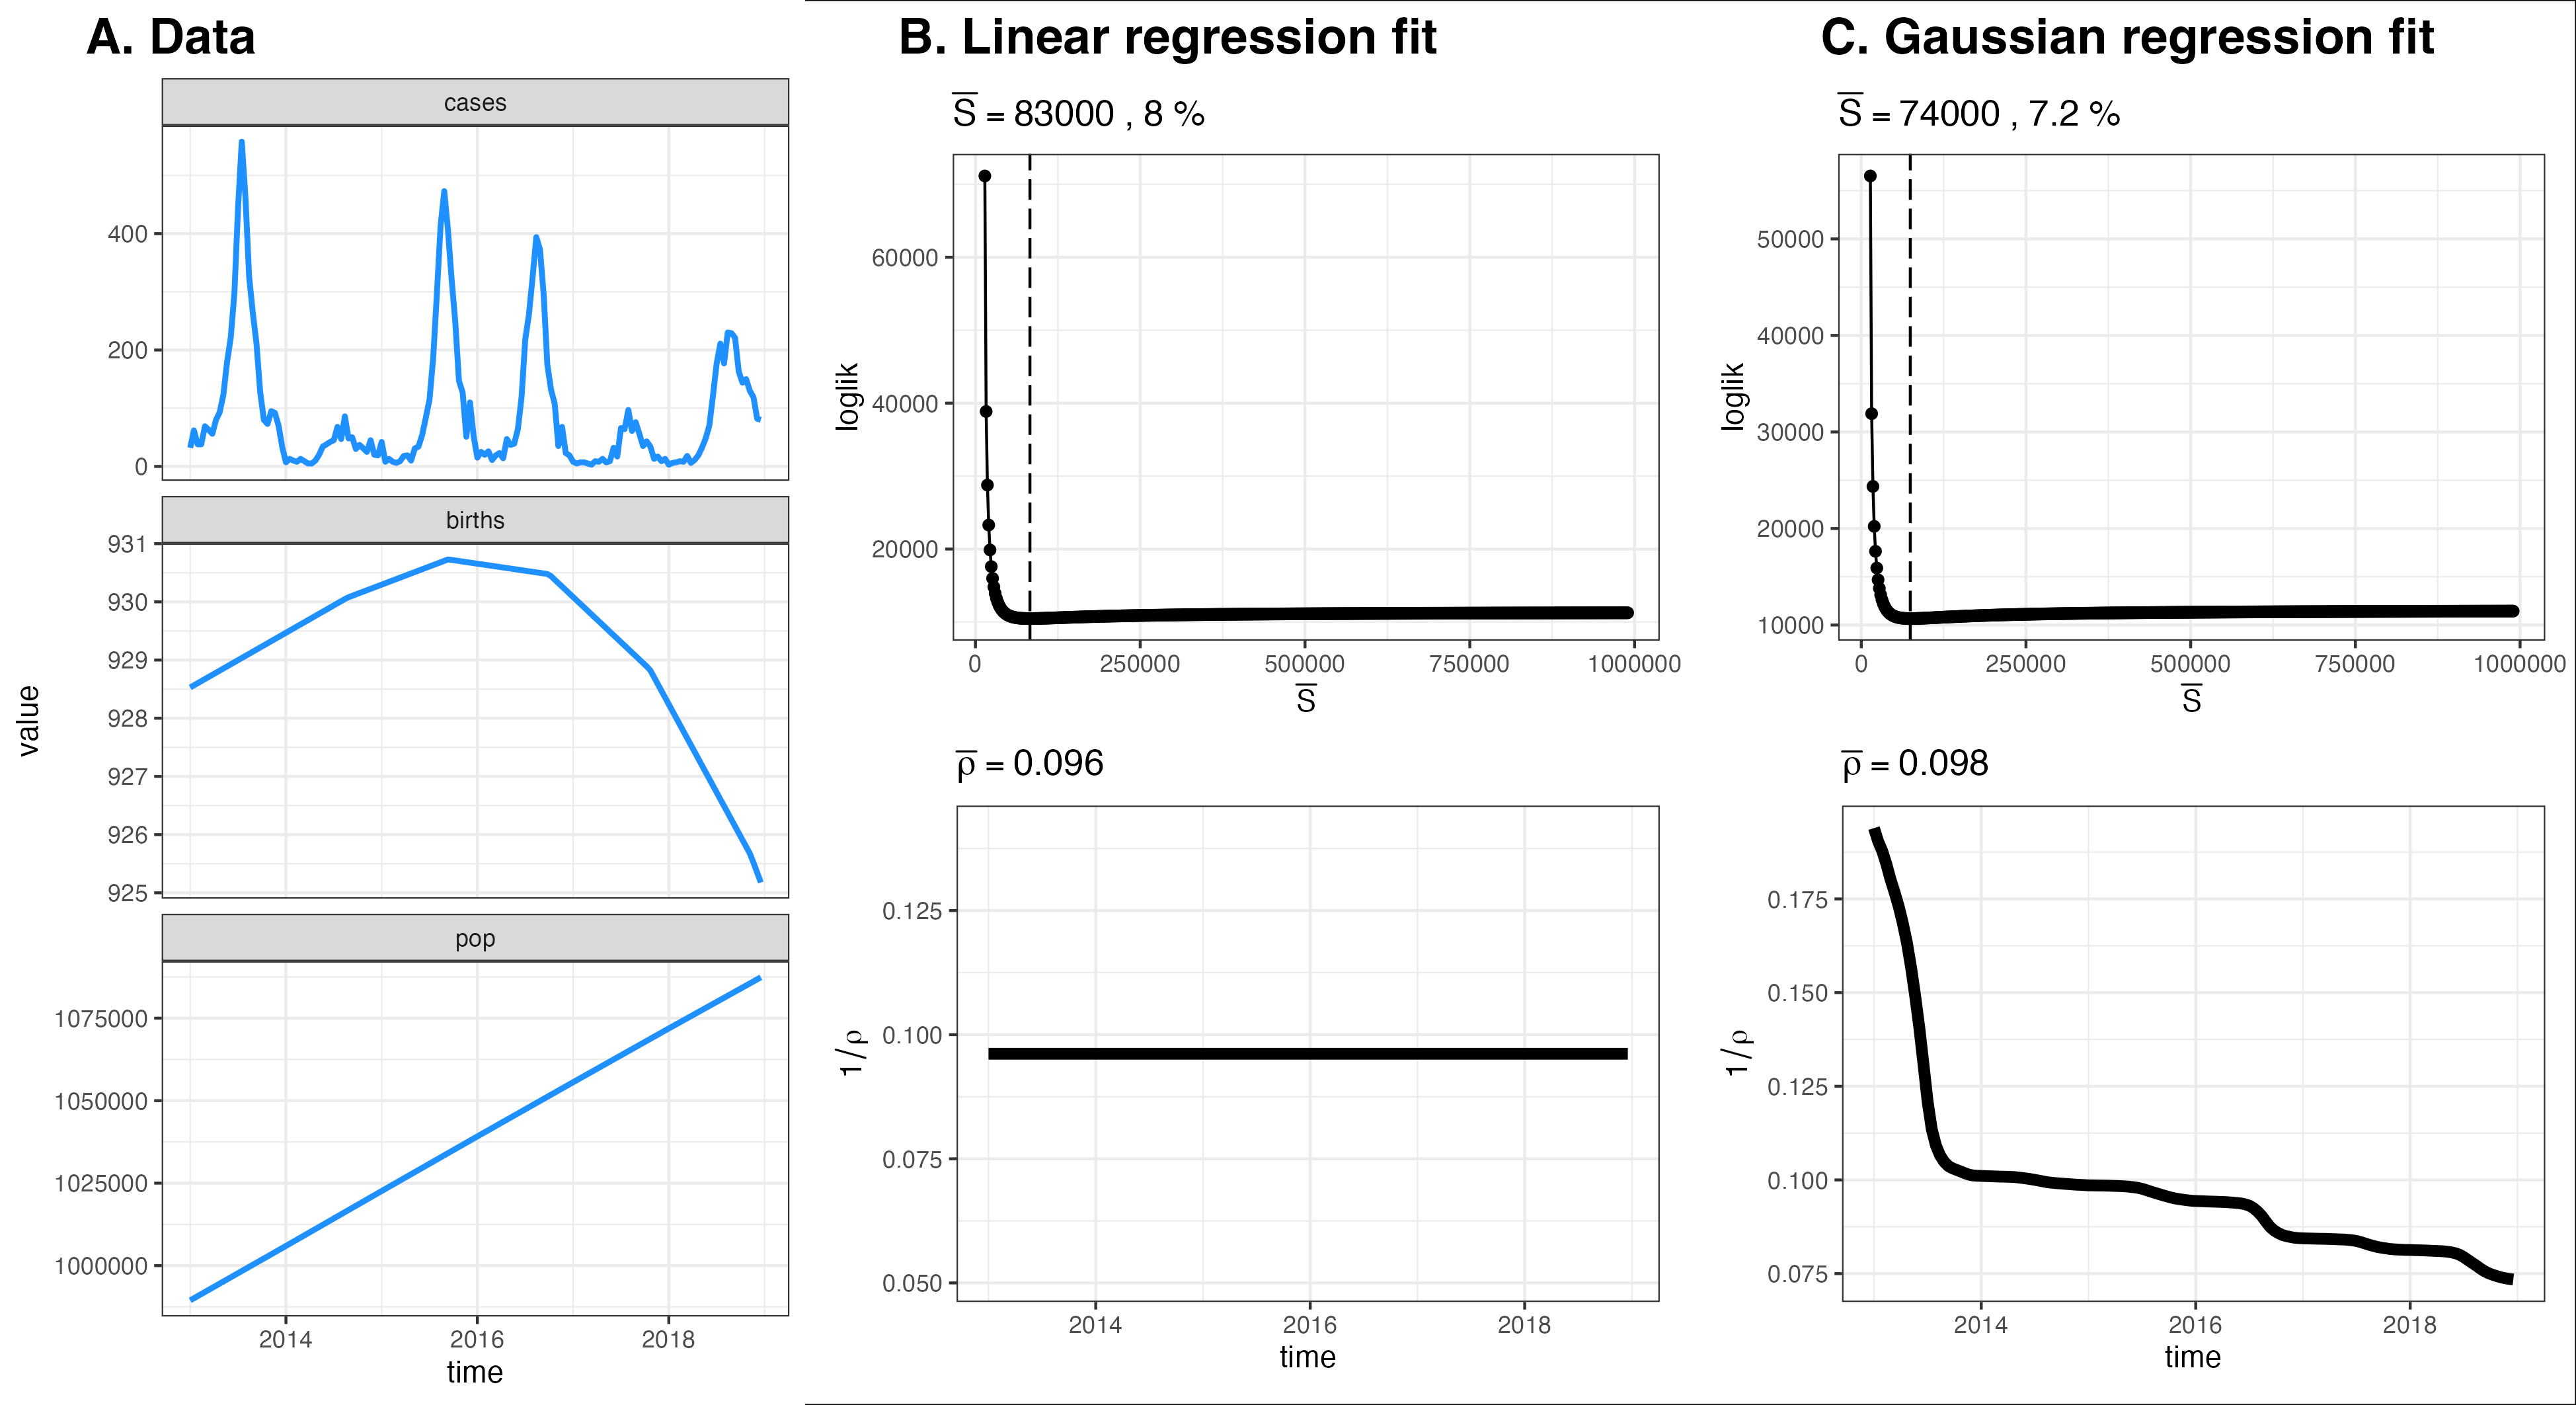 A. Data
cases
400
200
0
births
931
930
929
928
927
926
925
value
pop
1075000
1050000
1025000
1000000
2014 2016 2018
time
B. Linear regression fit
S̅ = 83000 , 8 %
loglik
60000
40000
20000
0 250000 500000 750000 1000000
S̅
ρ̅ = 0.096
1/ρ
0.125
0.100
0.075
0.050
2014 2016 2018
time
C. Gaussian regression fit
S̅ = 74000 , 7.2 %
loglik
50000
40000
30000
20000
10000
0 250000 500000 750000 1000000
S̅
ρ̅ = 0.098
1/ρ
0.175
0.150
0.125
0.100
0.075
2014 2016 2018
time